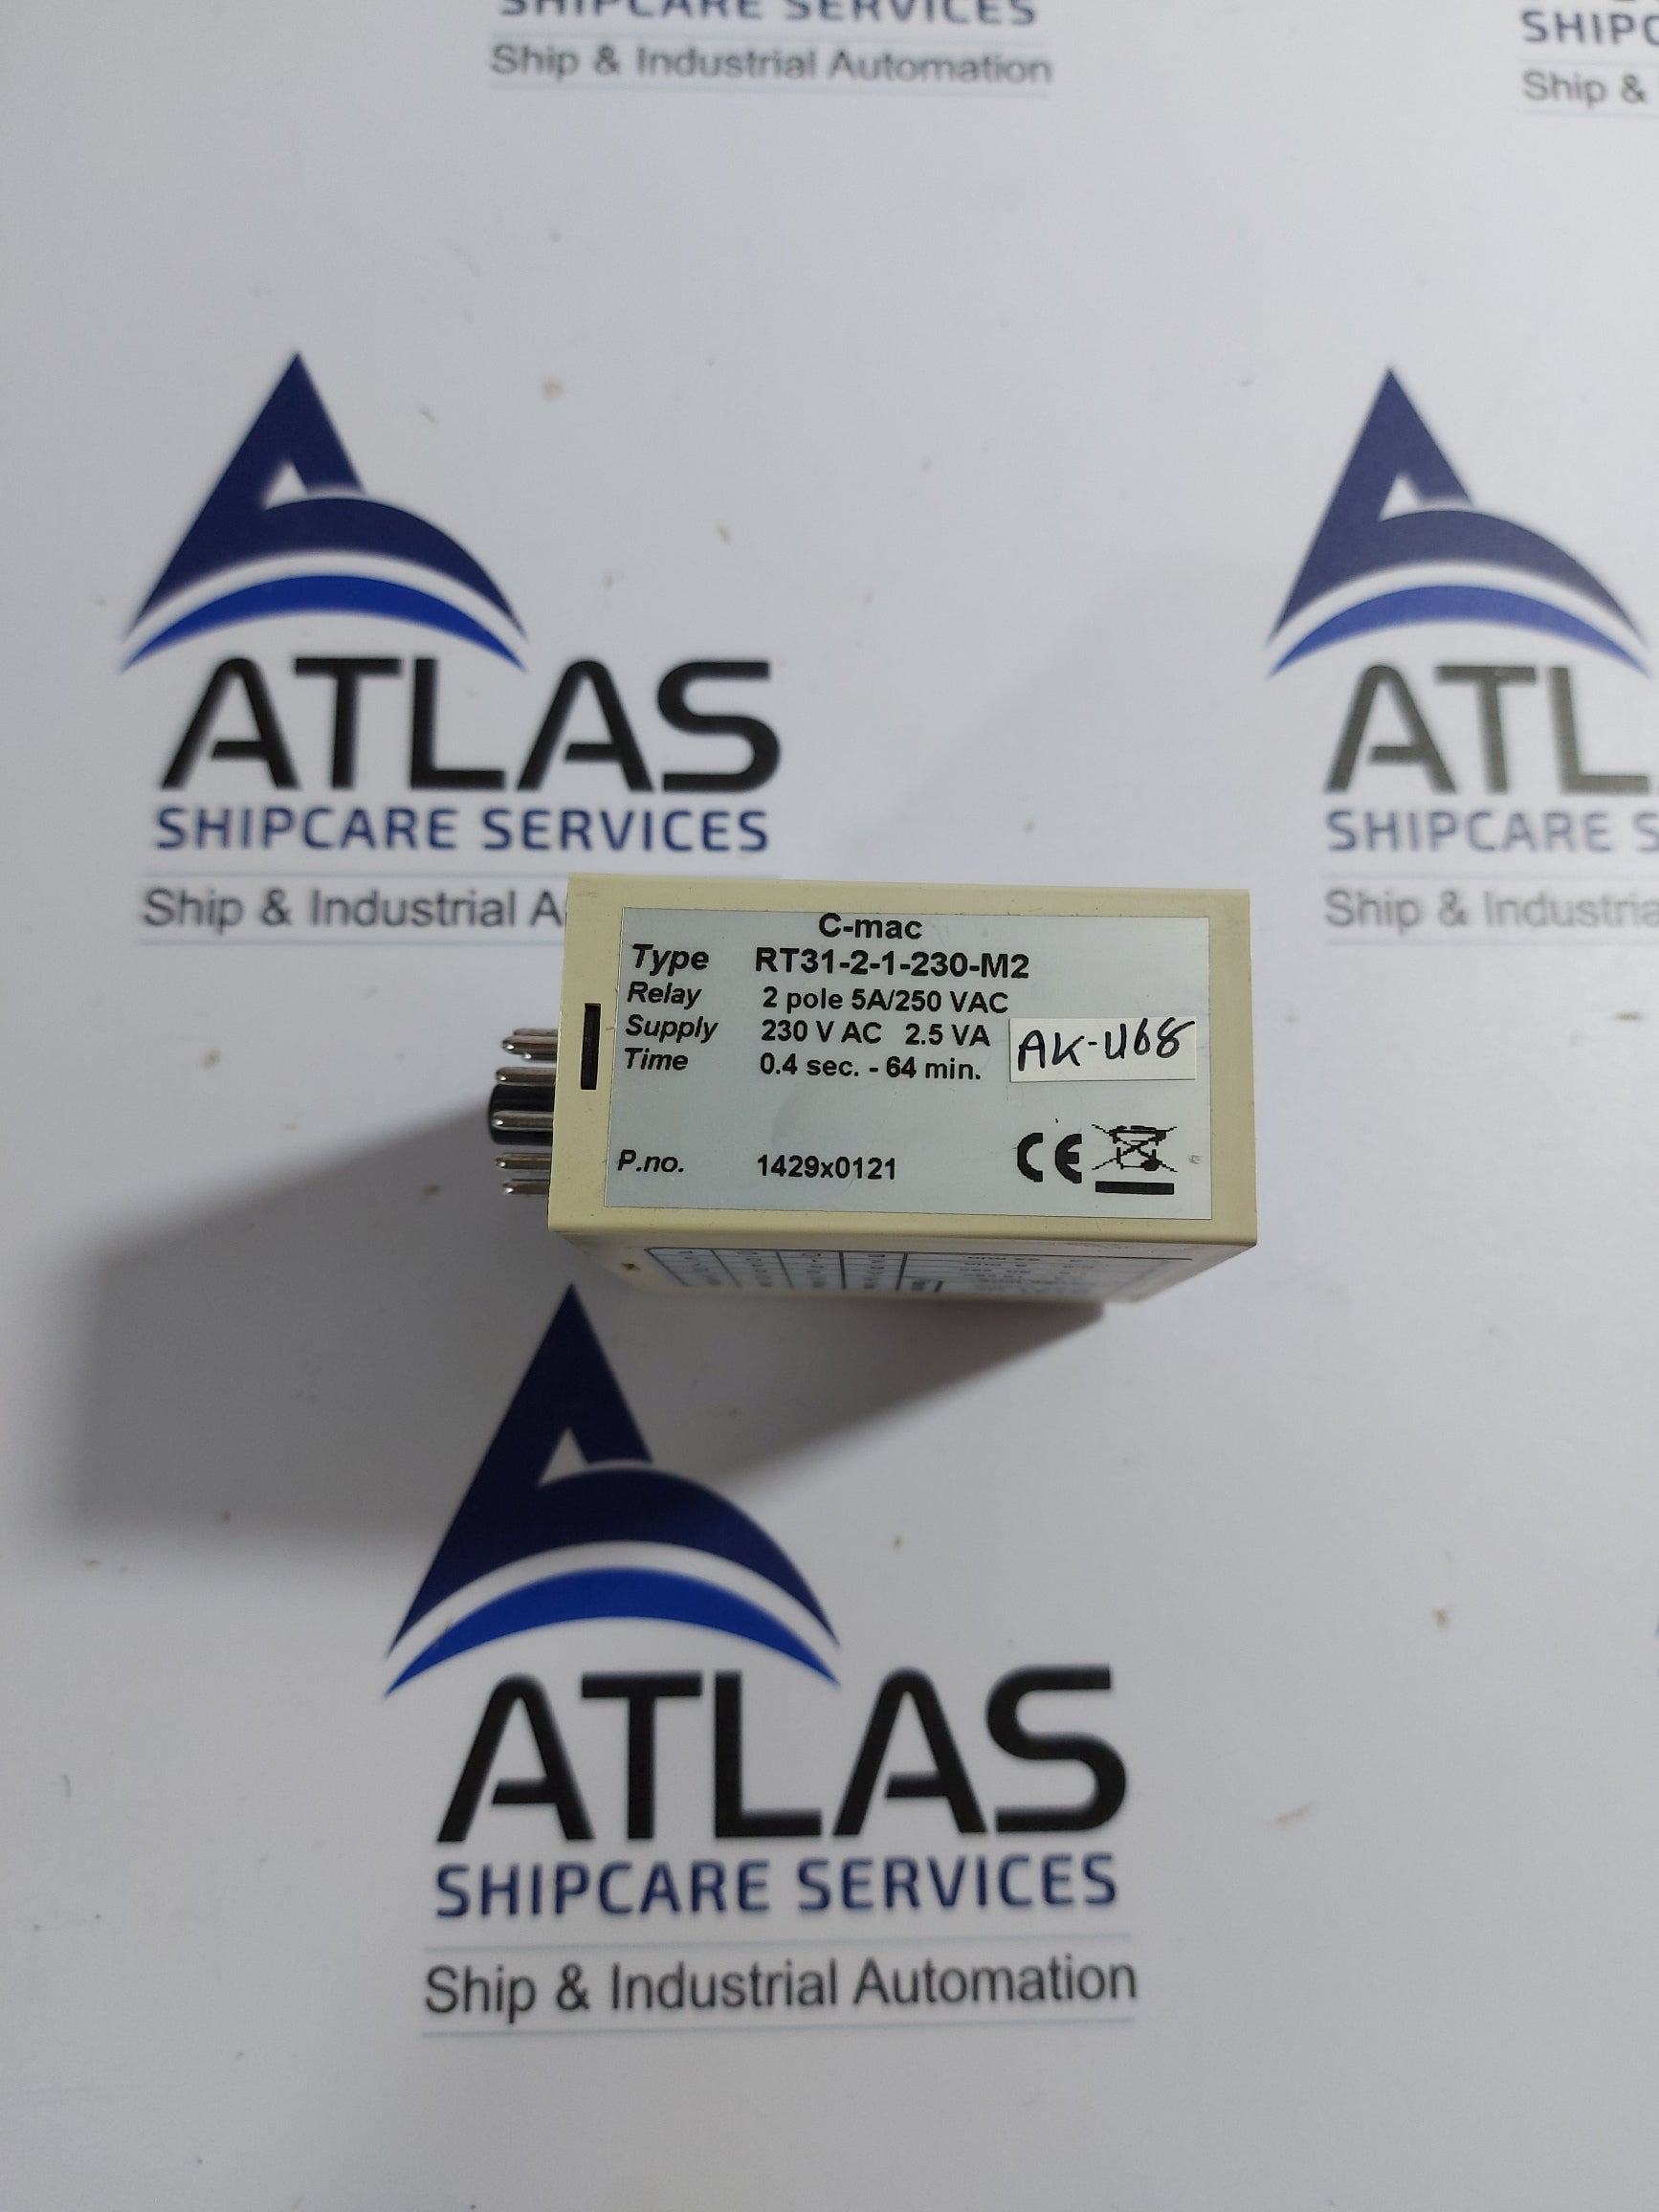 SHIPCARE SERVICES
Ship & Industrial Automation
SHIPC
Ship &
ATLAS
SHIPCARE SERVICES
Ship & Industrial A
ATL
SHIPCARE S
Ship & Industria
C-mac
Type RT31-2-1-230-M2
Relay 2 pole 5A/250 VAC
Supply 230 V AC 2.5 VA
Time 0.4 sec. - 64 min.
AK-U68
P.no. 1429x0121
CE
ATLAS
SHIPCARE SERVICES
Ship & Industrial Automation